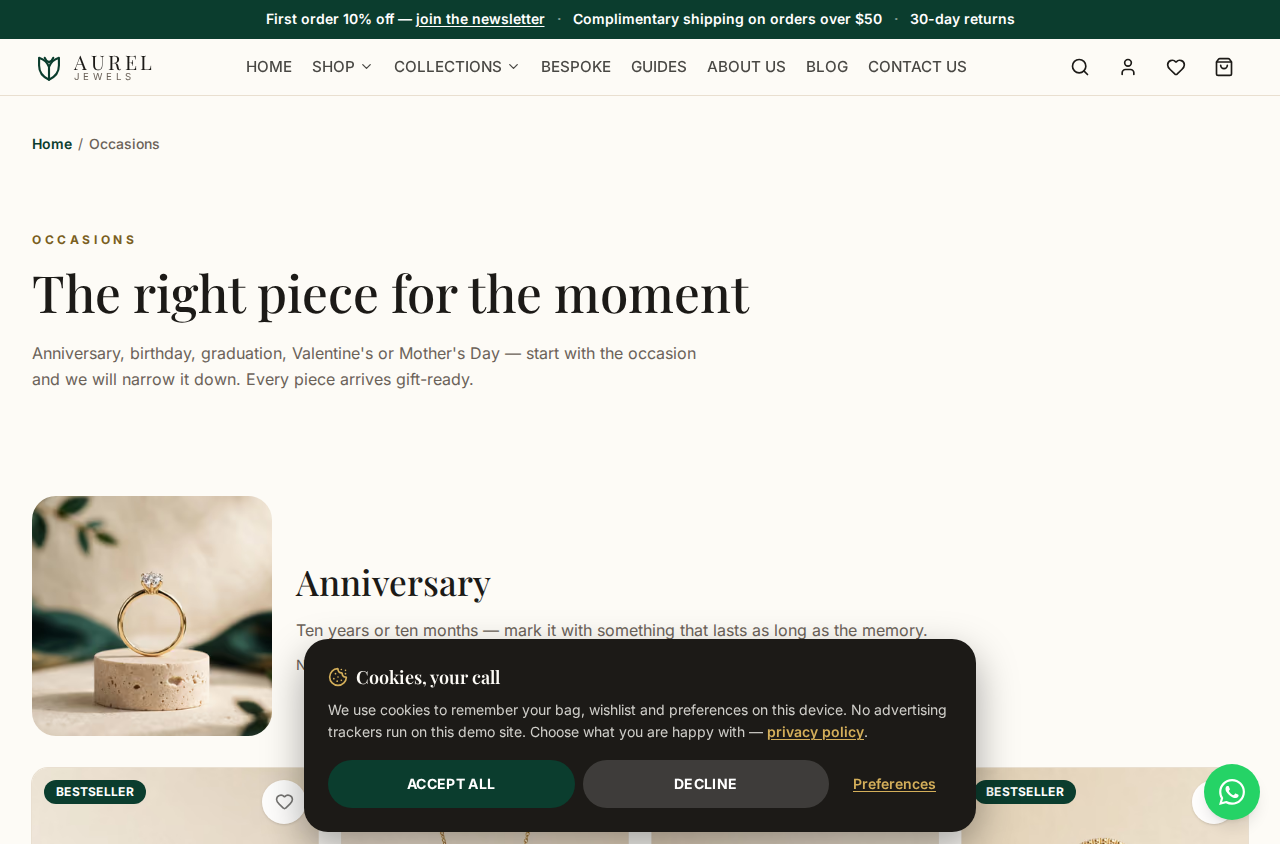 First order 10% off — join the newsletter · Complimentary shipping on orders over $50 · 30-day returns
AUREL
JEWELS
HOME SHOP COLLECTIONS BESPOKE GUIDES ABOUT US BLOG CONTACT US
Home / Occasions
OCCASIONS
The right piece for the moment
Anniversary, birthday, graduation, Valentine's or Mother's Day — start with the occasion
and we will narrow it down. Every piece arrives gift-ready.
Anniversary
Ten years or ten months — mark it with something that lasts as long as the memory.
Cookies, your call
We use cookies to remember your bag, wishlist and preferences on this device. No advertising
trackers run on this demo site. Choose what you are happy with — privacy policy.
ACCEPT ALL DECLINE Preferences
BESTSELLER BESTSELLER